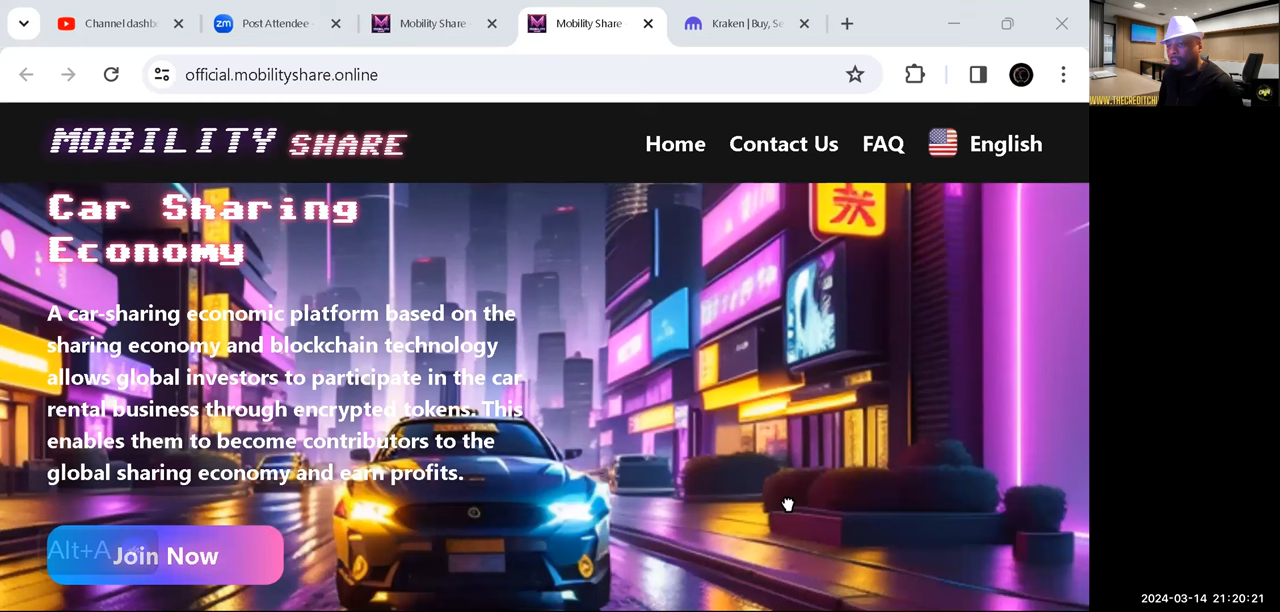 Channel dashb
zm Post Attendee
Mobility Share
Mobility Share
Kraken | Buy, Se
official.mobilityshare.online
MOBILITY SHARE
Home Contact Us FAQ English
Car Sharing
Economy
A car-sharing economic platform based on the
sharing economy and blockchain technology
allows global investors to participate in the car
rental business through encrypted tokens. This
enables them to become contributors to the
global sharing economy and earn profits.
Alt+A
Join Now
WWW.THECREDITCHI
2024-03-14 21:20:21